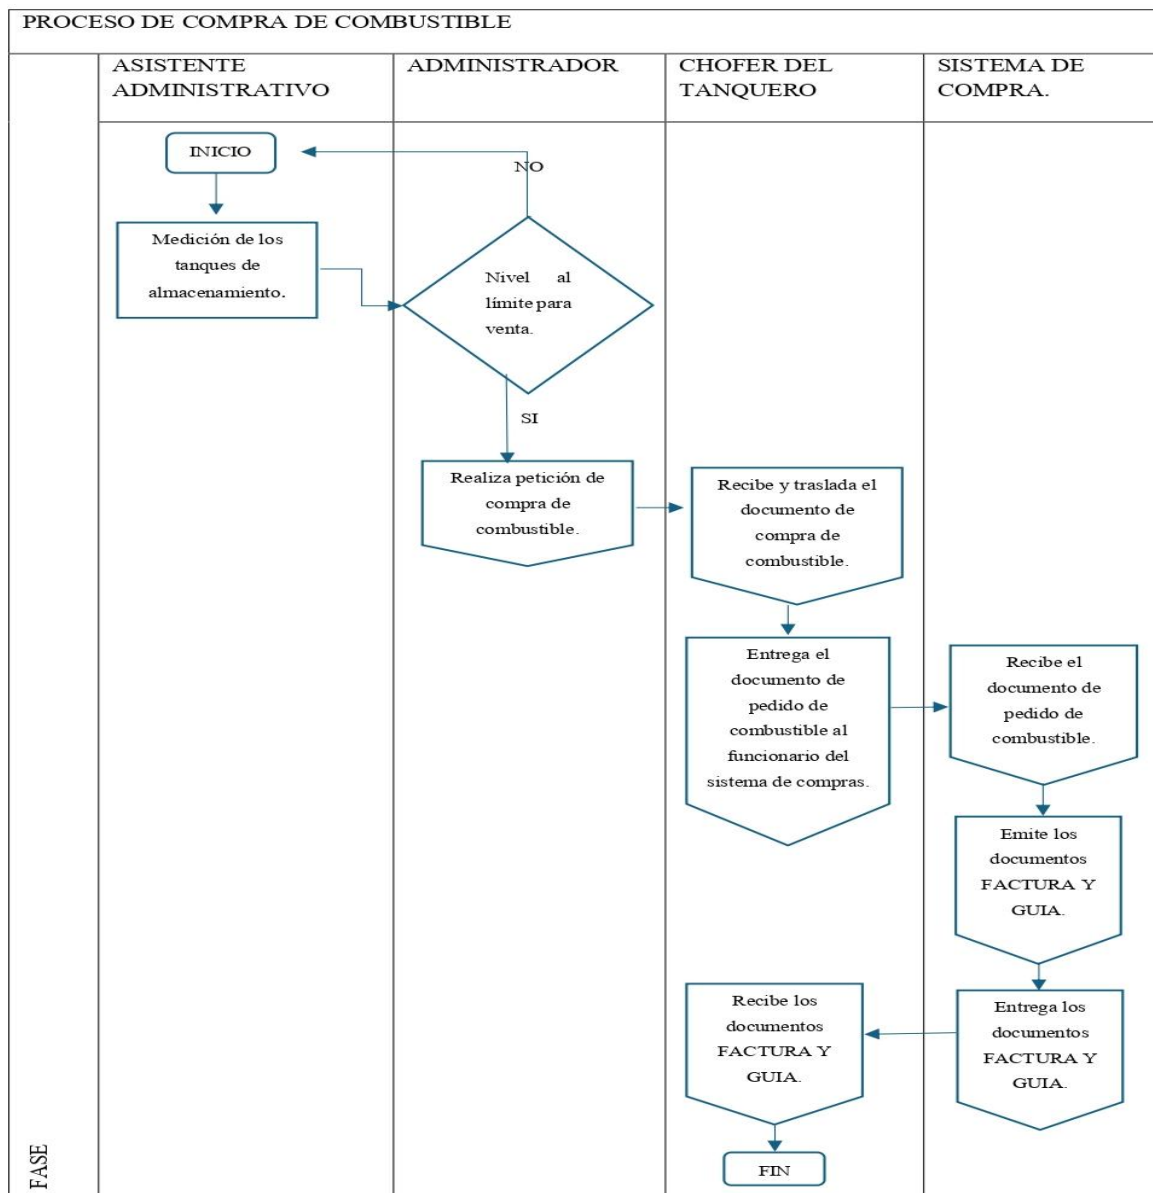 PROCESO DE COMPRA DE COMBUSTIBLE
ASISTENTE
ADMINISTRATIVO
ADMINISTRADOR
CHOFER DEL
TANQUERO
SISTEMA DE
COMPRA.
INICIO
NO
Medición de los
tanques de
almacenamiento.
Nivel al
límite para
venta.
SI
Realiza petición de
compra de
combustible.
Recibe y traslada el
documento de
compra de
combustible.
Entrega el
documento de
pedido de
combustible al
funcionario del
sistema de compras.
Recibe el
documento de
pedido de
combustible.
Emite los
documentos
FACTURA Y
GUIA.
Entrega los
documentos
FACTURA Y
GUIA.
Recibe los
documentos
FACTURA Y
GUIA.
FIN
FASE